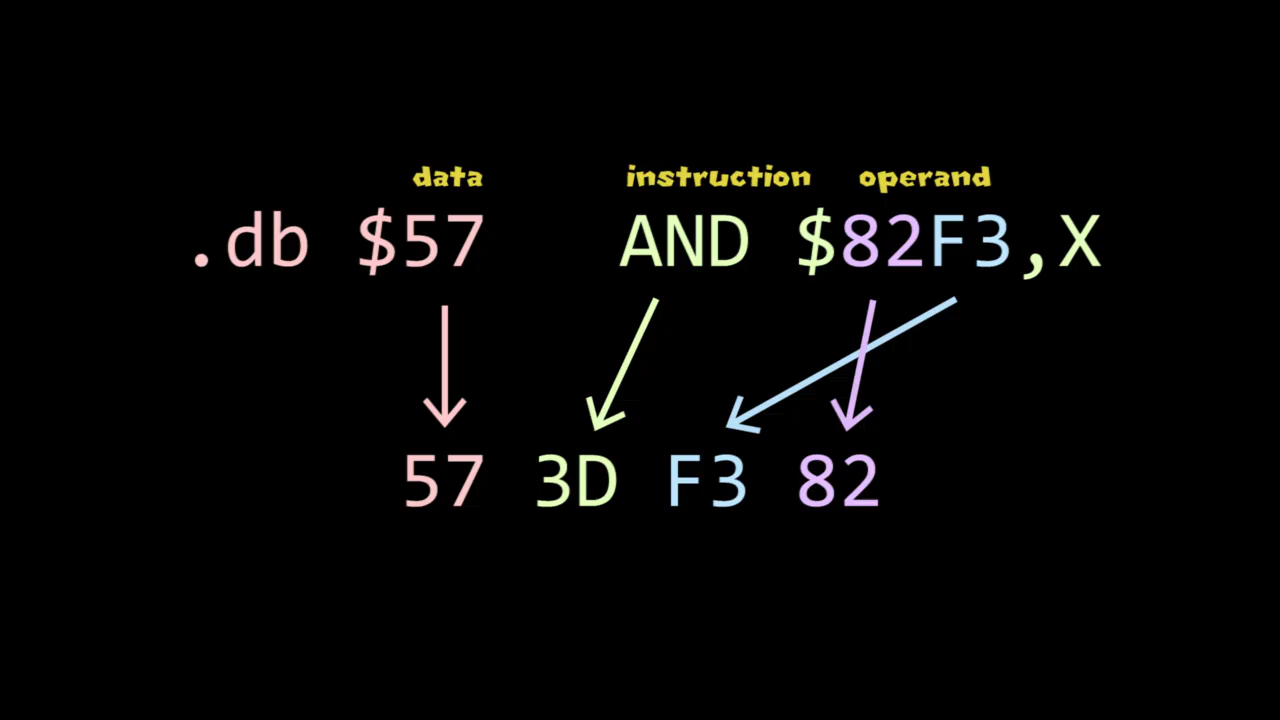 data instruction operand
.db $57 AND $82F3,X
57 3D F3 82